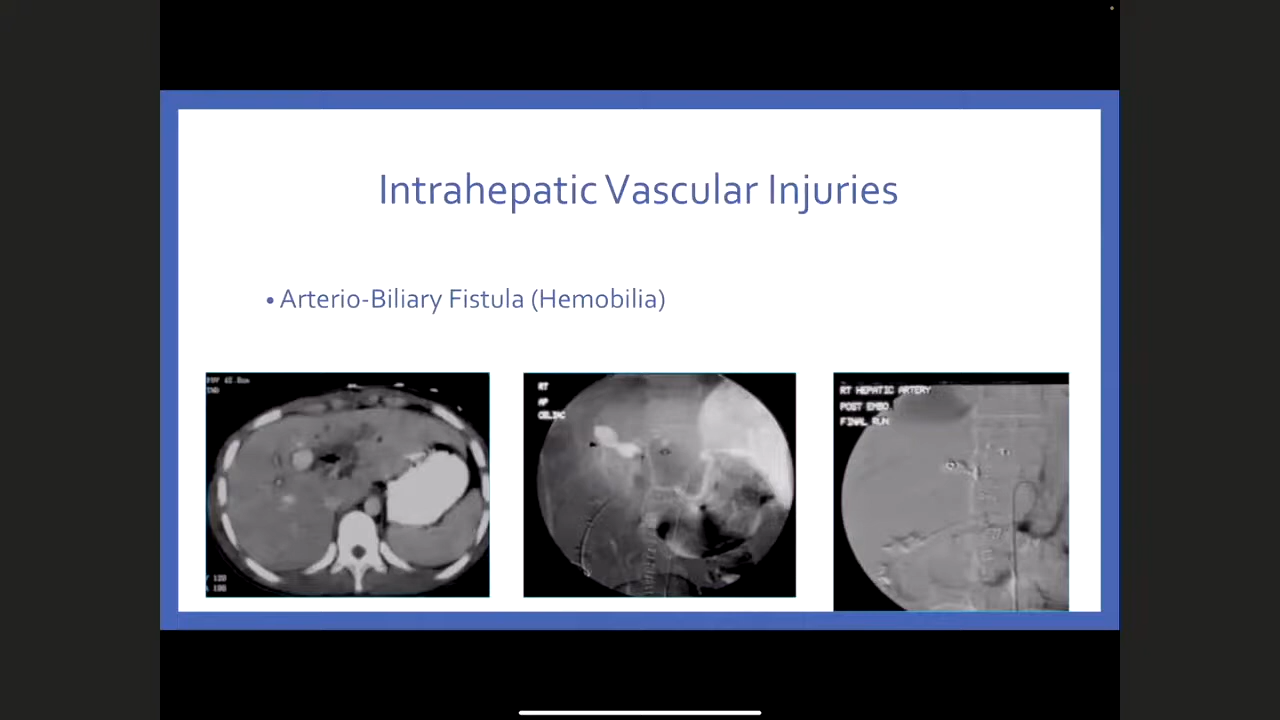 Intrahepatic Vascular Injuries
• Arterio-Biliary Fistula (Hemobilia)
RT
AP
CELIAC
RT HEPATIC ARTERY
POST EMBO
FINAL RUN